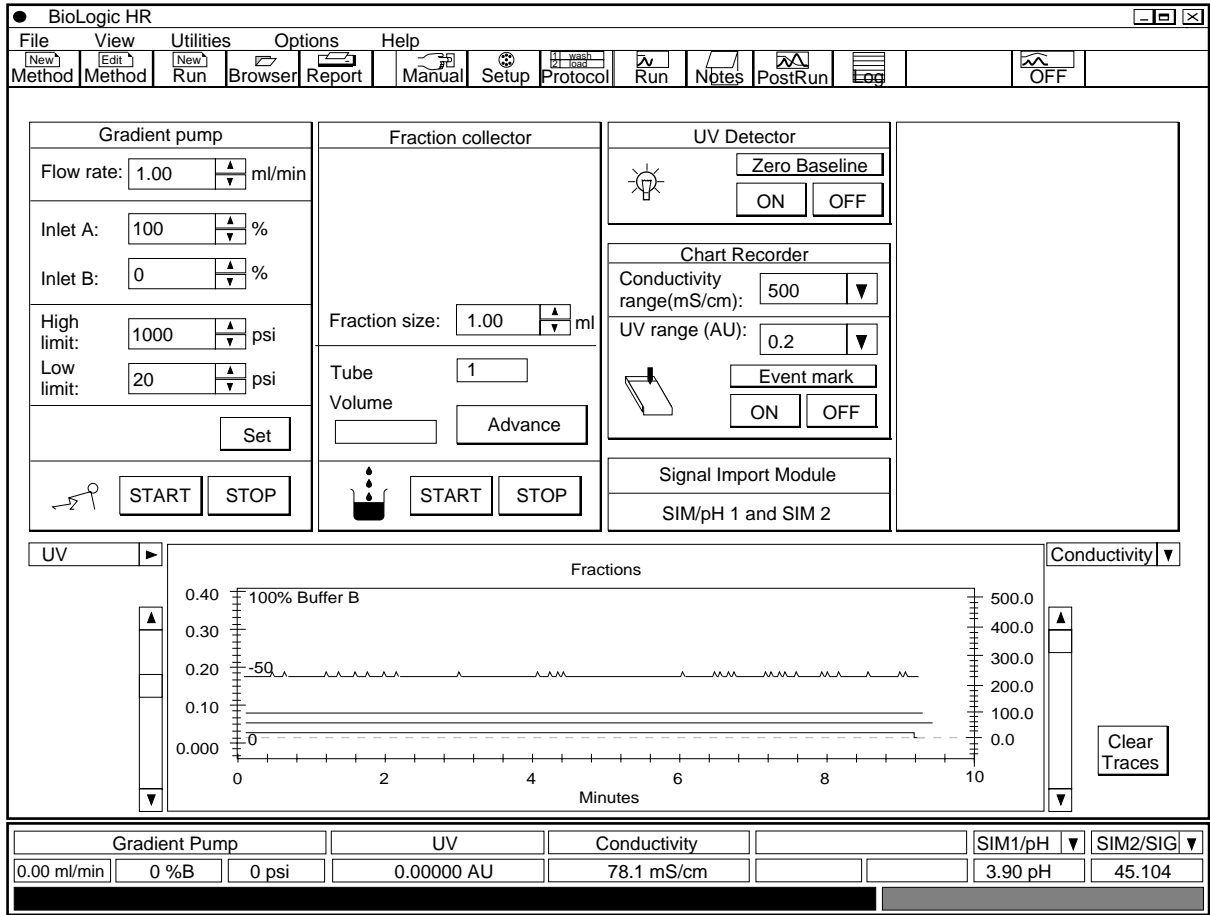 BioLogic HR
File View Utilities Options Help
New Edit New 1 wash
2 load
Method Method Run Browser Report Manual Setup Protocol Run Notes PostRun Log OFF
Gradient pump
Flow rate: 1.00 ml/min
Inlet A: 100 %
Inlet B: 0 %
High limit: 1000 psi
Low limit: 20 psi
Set
START STOP
Fraction collector
Fraction size: 1.00 ml
Tube 1
Volume
Advance
START STOP
UV Detector
Zero Baseline
ON OFF
Chart Recorder
Conductivity
range(mS/cm): 500
UV range (AU): 0.2
Event mark
ON OFF
Signal Import Module
SIM/pH 1 and SIM 2
UV
Conductivity
Fractions
0.40 100% Buffer B 500.0
0.30 400.0
300.0
0.20 -50
200.0
0.10 100.0
0.000 0 0.0
0 2 4 6 8 10
Minutes
Clear
Traces
Gradient Pump UV Conductivity SIM1/pH SIM2/SIG
0.00 ml/min 0 %B 0 psi 0.00000 AU 78.1 mS/cm 3.90 pH 45.104